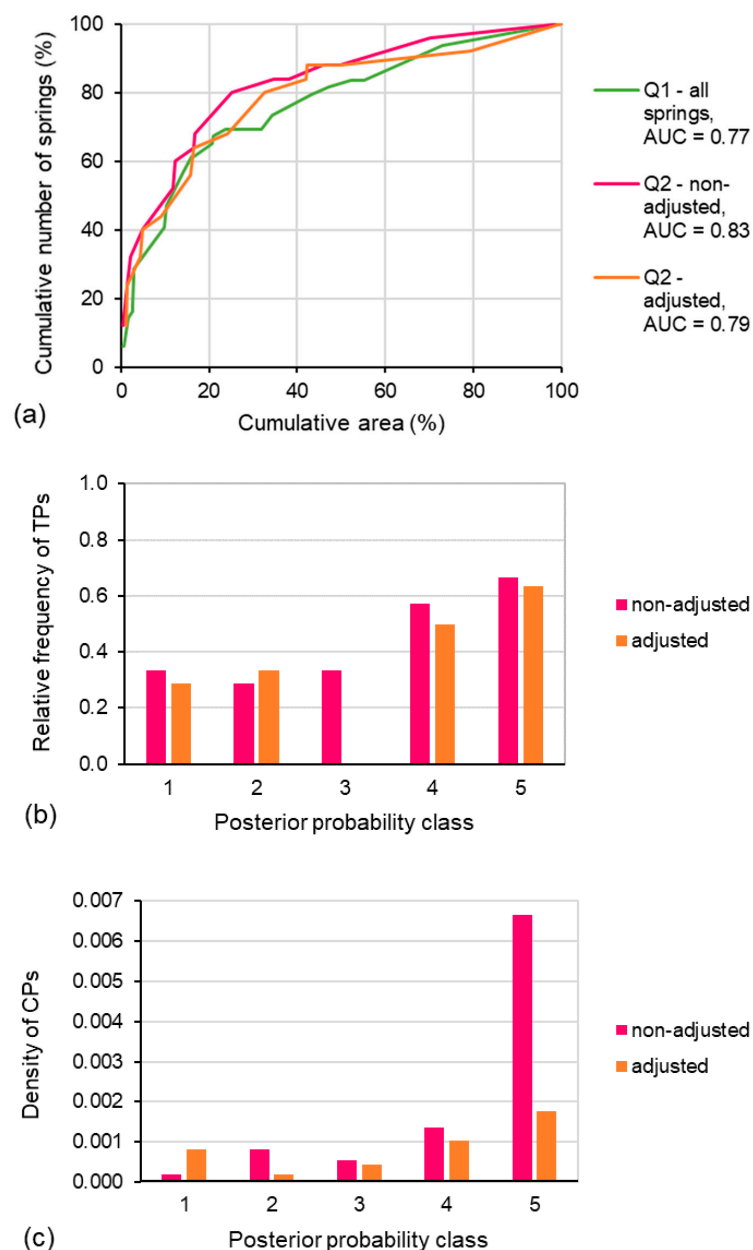 100
80
60
40
20
0
Cumulative number of springs (%)
0 20 40 60 80 100
Cumulative area (%)
(a)
Q1 - all
springs,
AUC = 0.77
Q2 - non-
adjusted,
AUC = 0.83
Q2 -
adjusted,
AUC = 0.79
1.0
0.8
0.6
0.4
0.2
0.0
Relative frequency of TPs
1 2 3 4 5
Posterior probability class
(b)
non-adjusted
adjusted
0.007
0.006
0.005
0.004
0.003
0.002
0.001
0.000
Density of CPs
1 2 3 4 5
Posterior probability class
(c)
non-adjusted
adjusted